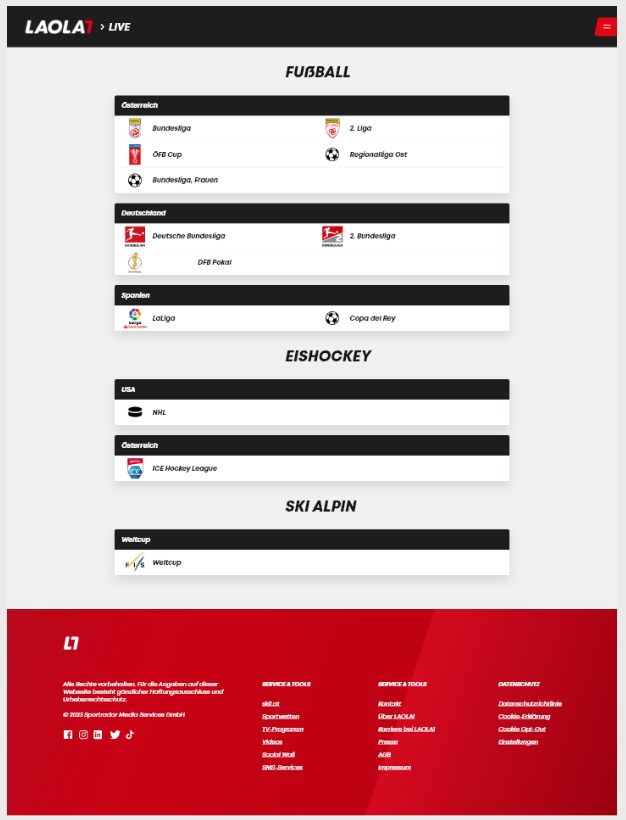 LAOLA1 > LIVE
FUẞBALL
Österreich
Bundesliga
2. Liga
ÖFB Cup
Regionalliga Ost
Bundesliga, Frauen
Deutschland
Deutsche Bundesliga
2. Bundesliga
DFB Pokal
Spanien
LaLiga
Copa del Rey
EISHOCKEY
USA
NHL
Österreich
ICE Hockey League
SKI ALPIN
Weltcup
FIS
Weltcup
L1
Alle Rechte vorbehalten. Für die Angaben auf dieser
Webseite besteht gänzlicher Haftungsausschluss und
Urheberrechtsschutz.
© 2023 Sportradar Media Services GmbH
SERVICE & TOOLS
ski1.at
Sportwetten
TV-Programm
Videos
Social Wall
SMS-Services
SERVICE & TOOLS
Kontakt
Über LAOLA1
Karriere bei LAOLA1
Presse
AGB
Impressum
DATENSCHUTZ
Datenschutzrichtlinie
Cookie-Erklärung
Cookie Opt-Out
Einstellungen